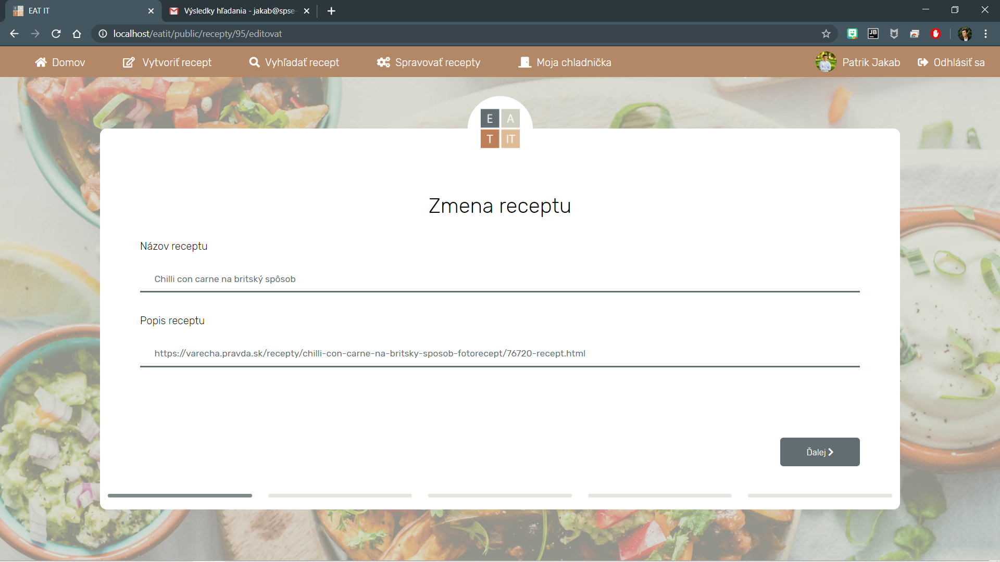 EAT IT
Výsledky hľadania - jakab@spse-
localhost/eatit/public/recepty/95/editovat
JB
Domov
Vytvoriť recept
Vyhľadať recept
Spravovať recepty
Moja chladnička
Patrik Jakab
Odhlásiť sa
E A
T IT
Zmena receptu
Názov receptu
Chilli con carne na britský spôsob
Popis receptu
https://varecha.pravda.sk/recepty/chilli-con-carne-na-britsky-sposob-fotorecept/76720-recept.html
Ďalej